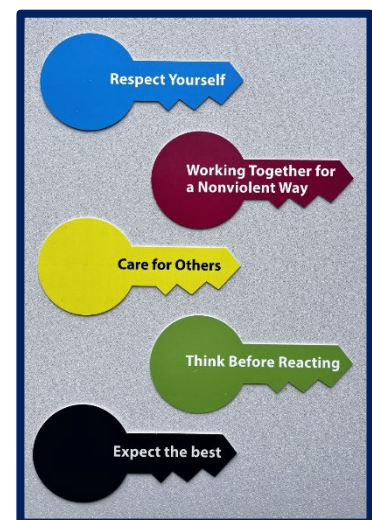 Respect Yourself
Working Together for
a Nonviolent Way
Care for Others
Think Before Reacting
Expect the best